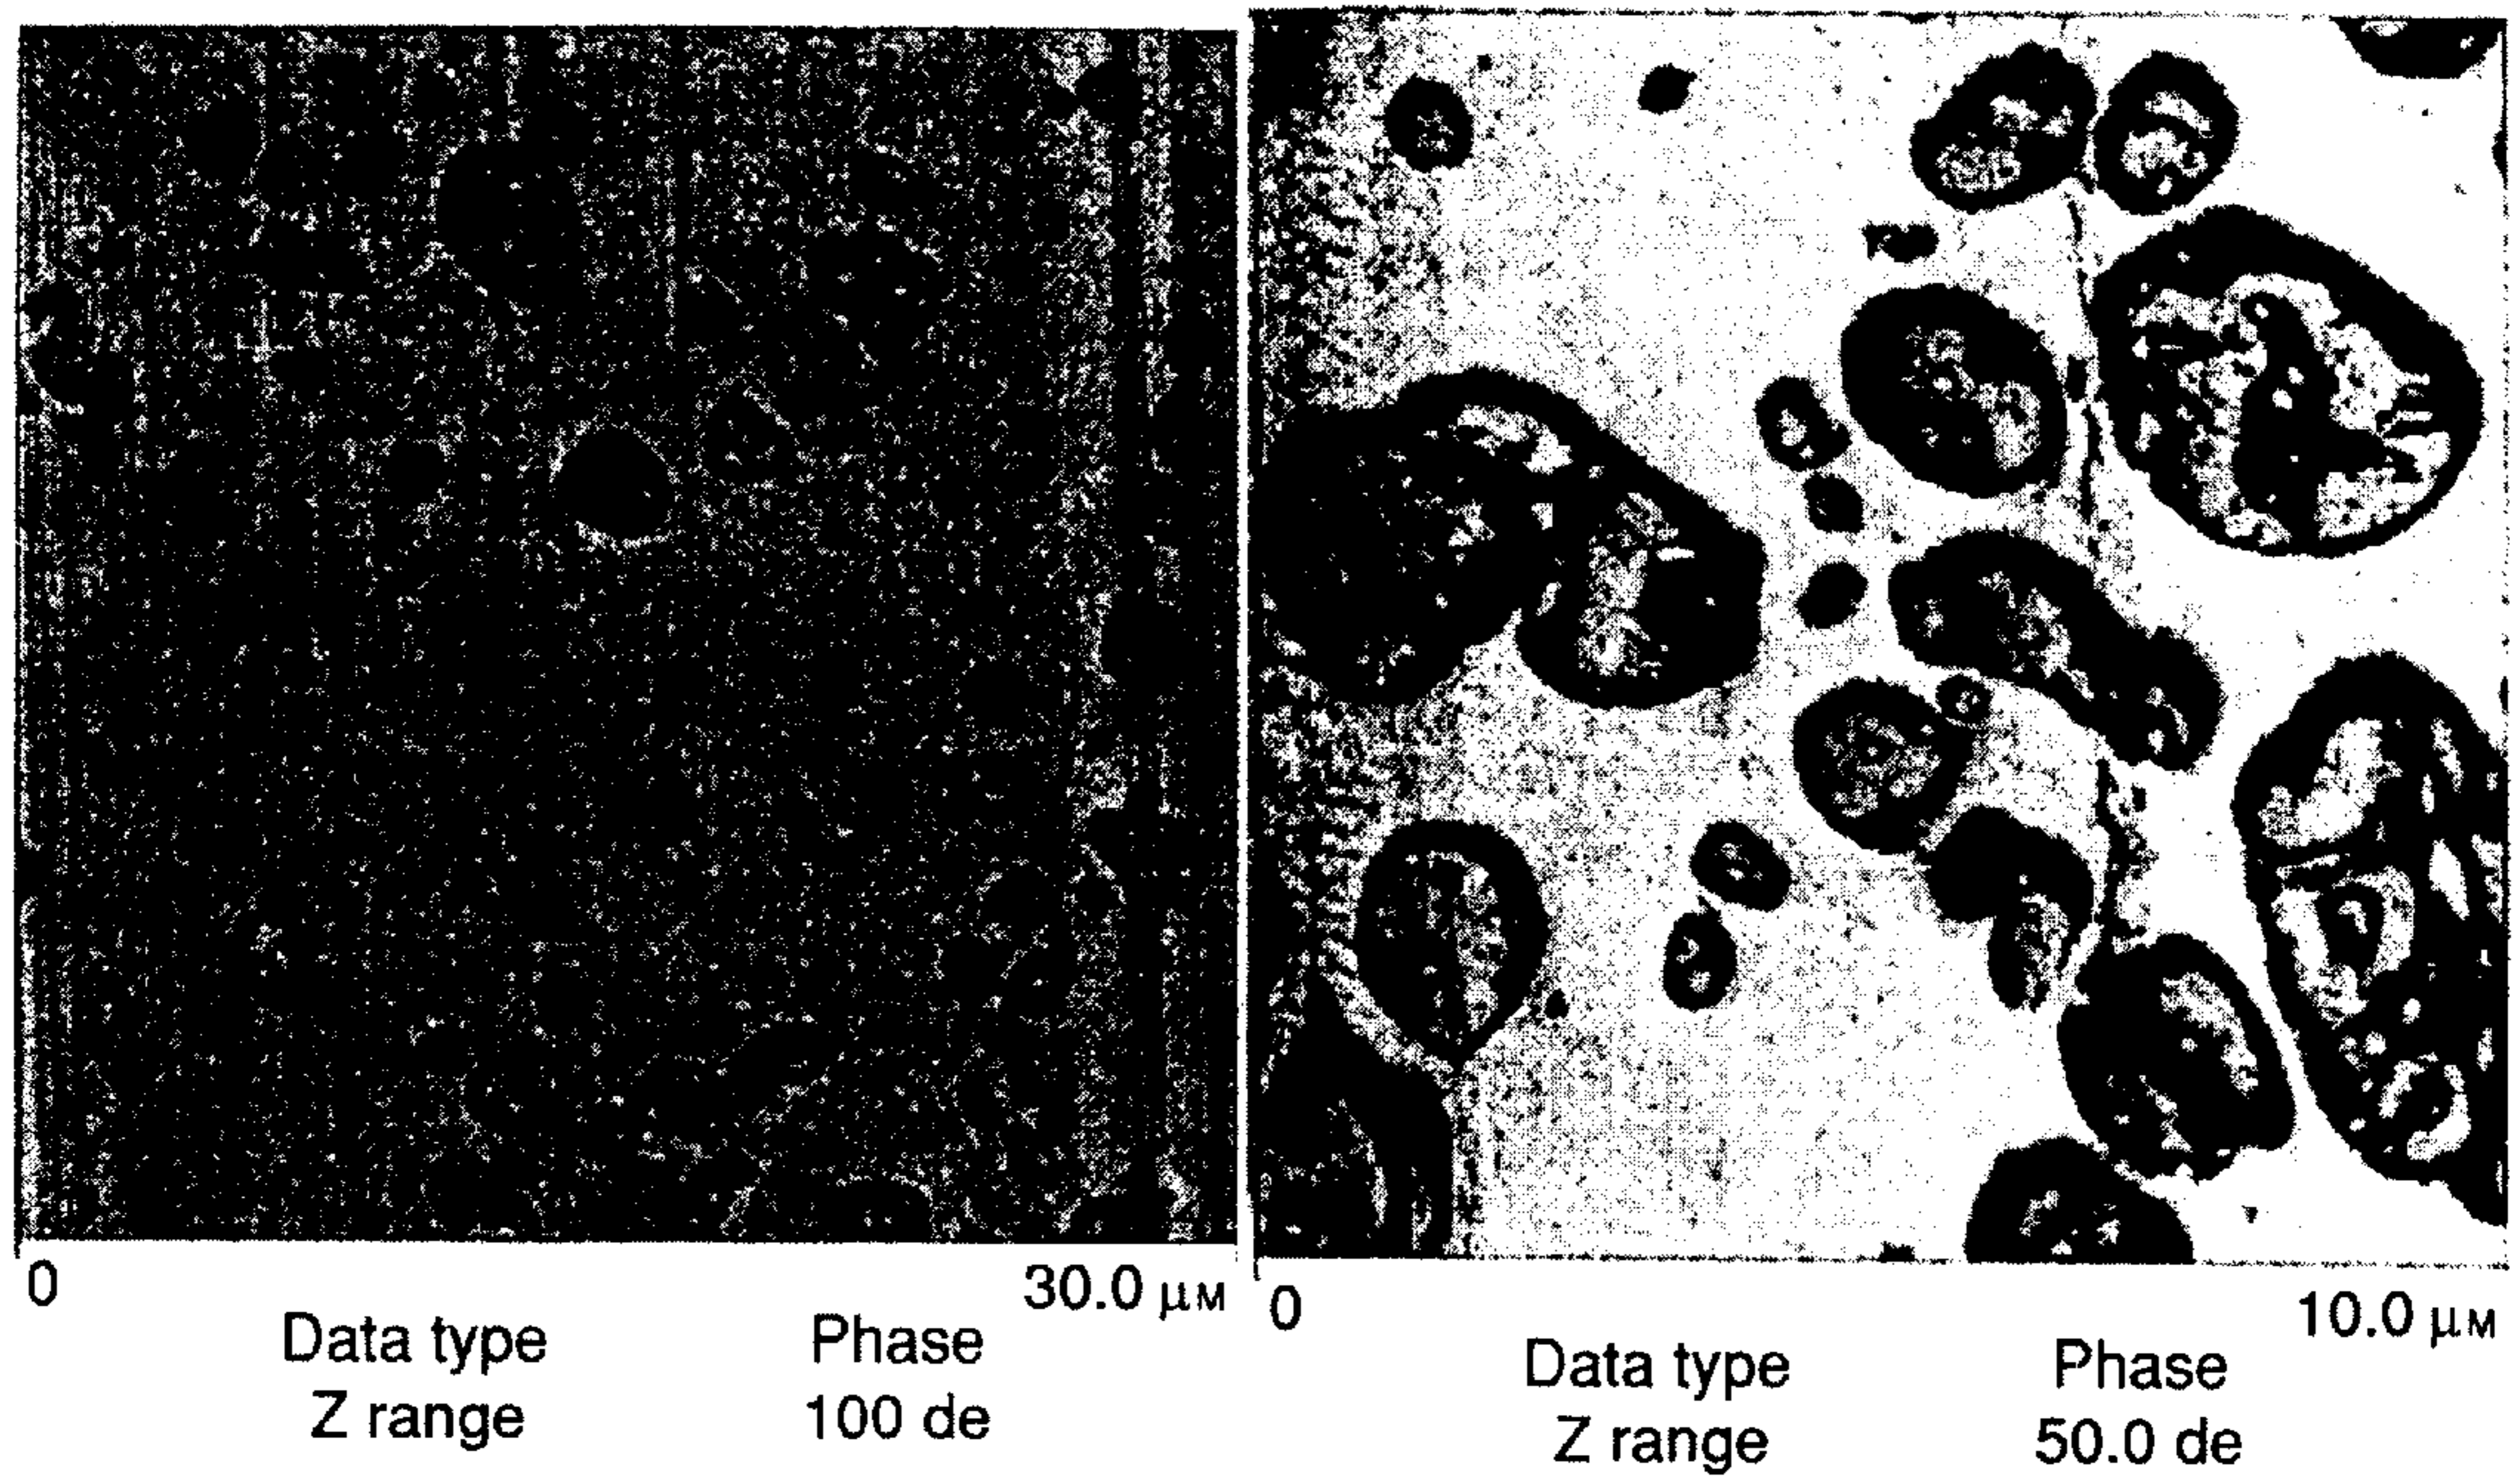 0 30.0 μм
Data type Phase
Z range 100 de
0 10.0 μм
Data type Phase
Z range 50.0 de